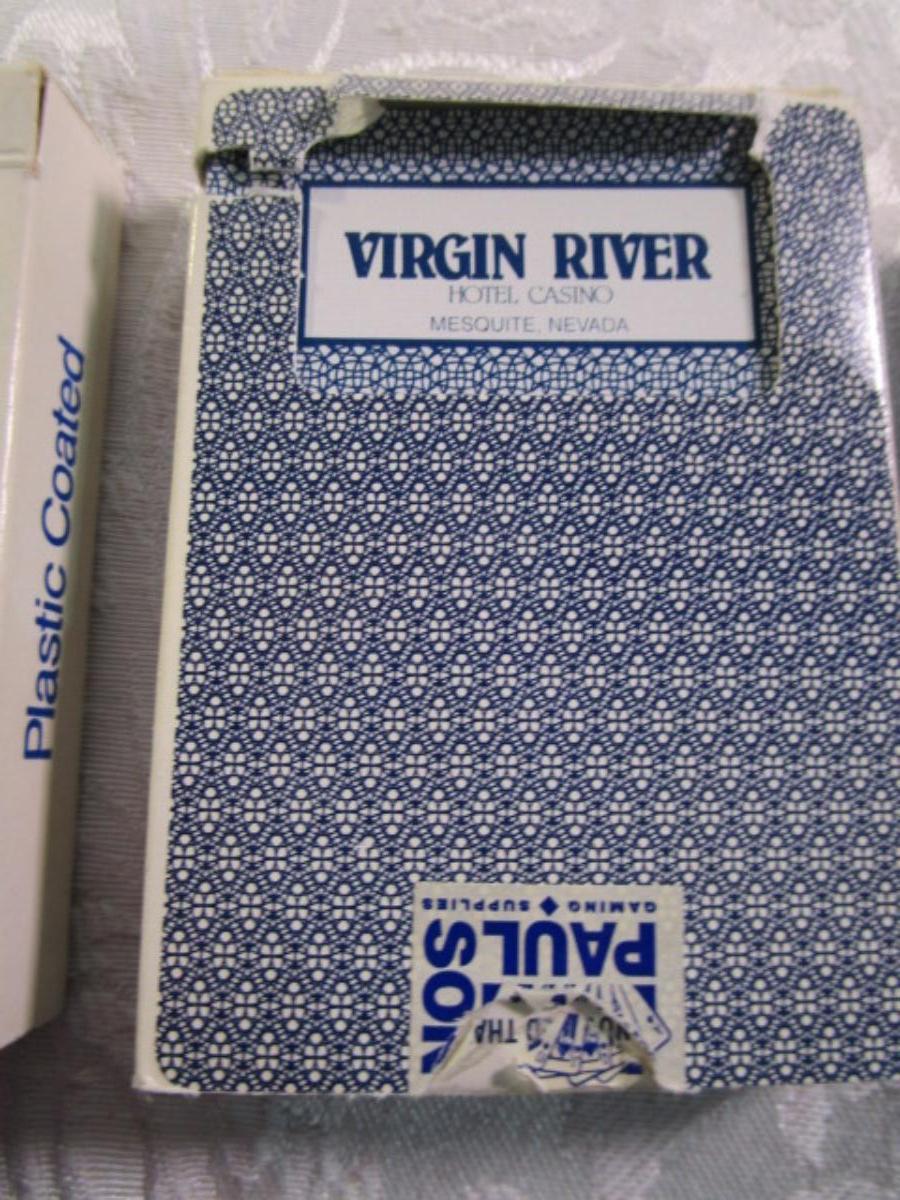 Plastic Coated
VIRGIN RIVER
HOTEL CASINO
MESQUITE, NEVADA
PAULSON
GAMING ◆ SUPPLIES